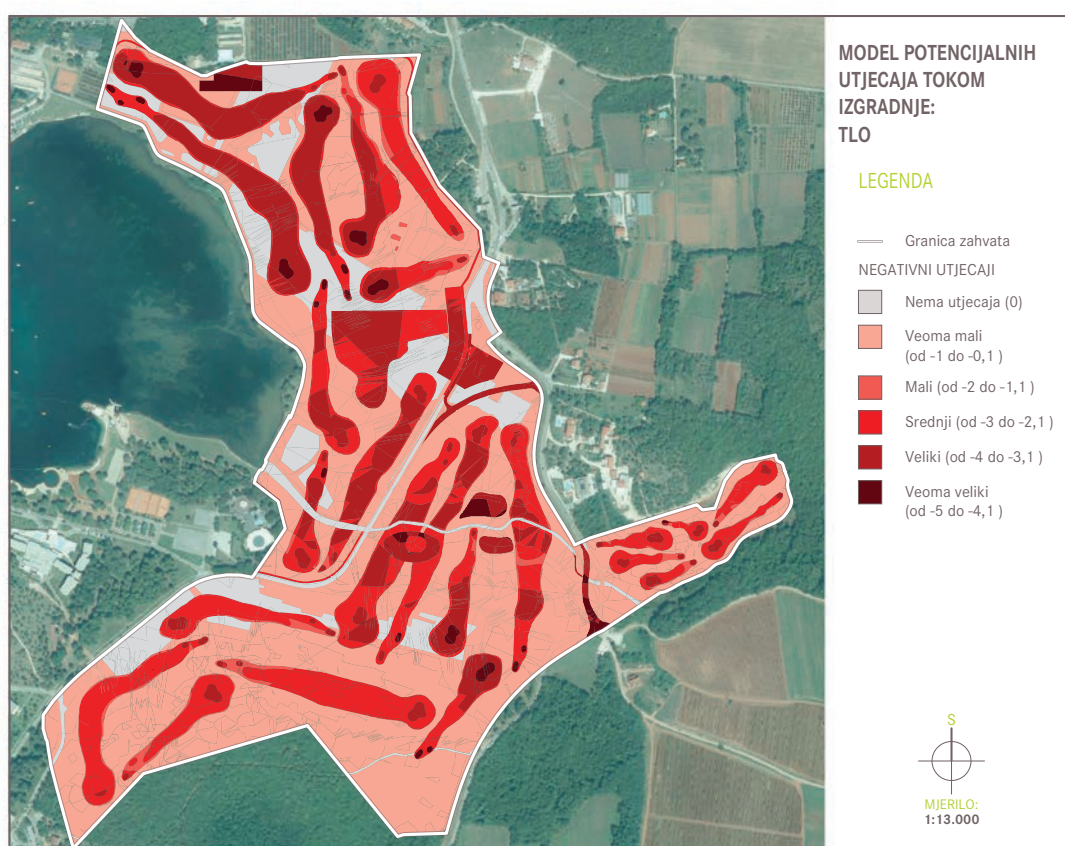 MODEL POTENCIJALNIH
UTJECAJA TOKOM
IZGRADNJE:
TLO
LEGENDA
Granica zahvata
NEGATIVNI UTJECAJI
Nema utjecaja (0)
Veoma mali
(od -1 do -0,1 )
Mali (od -2 do -1,1 )
Srednji (od -3 do -2,1 )
Veliki (od -4 do -3,1 )
Veoma veliki
(od -5 do -4,1 )
S
MJERILO:
1:13.000